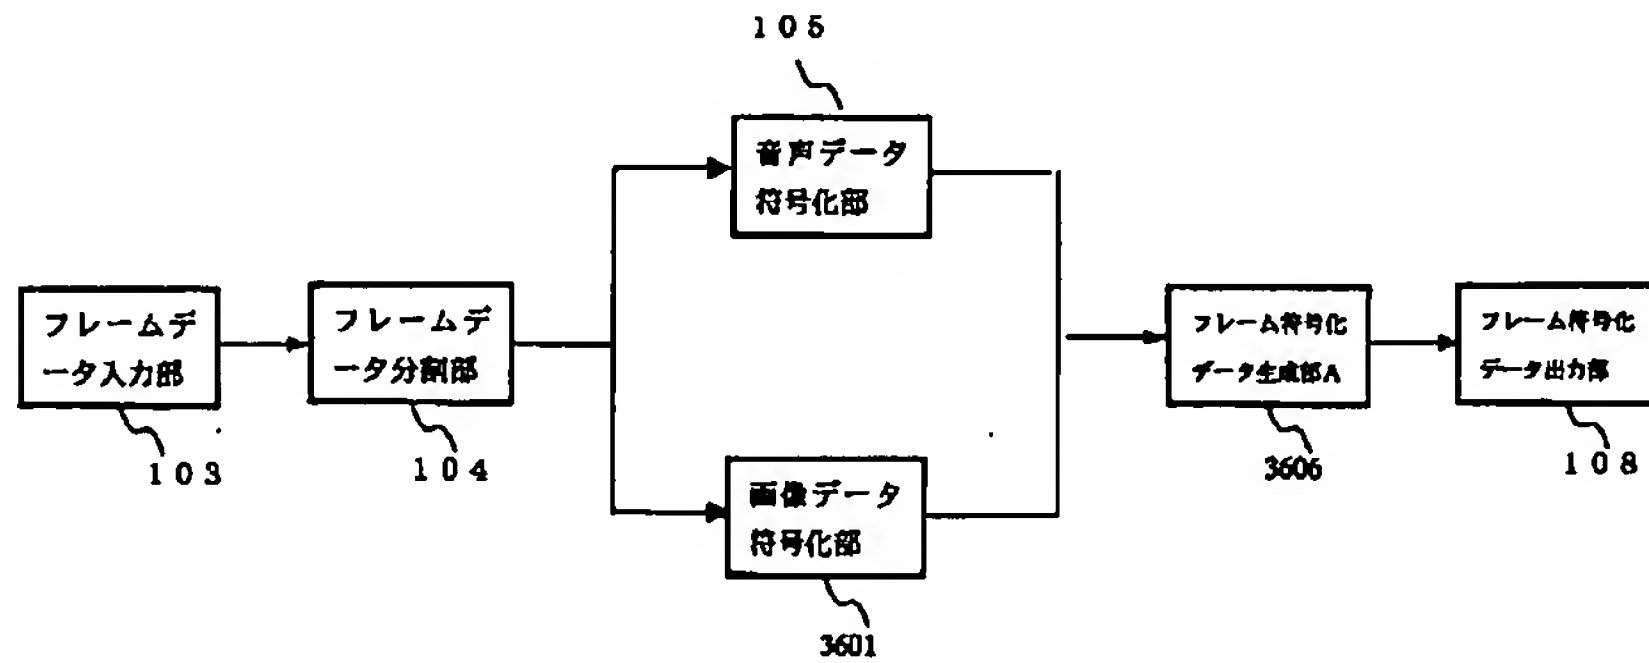 105
音声データ
符号化部
フレームデ
ータ入力部
103
フレームデ
ータ分割部
104
画像データ
符号化部
3601
フレーム符号化
データ生成部A
3606
フレーム符号化
データ出力部
108